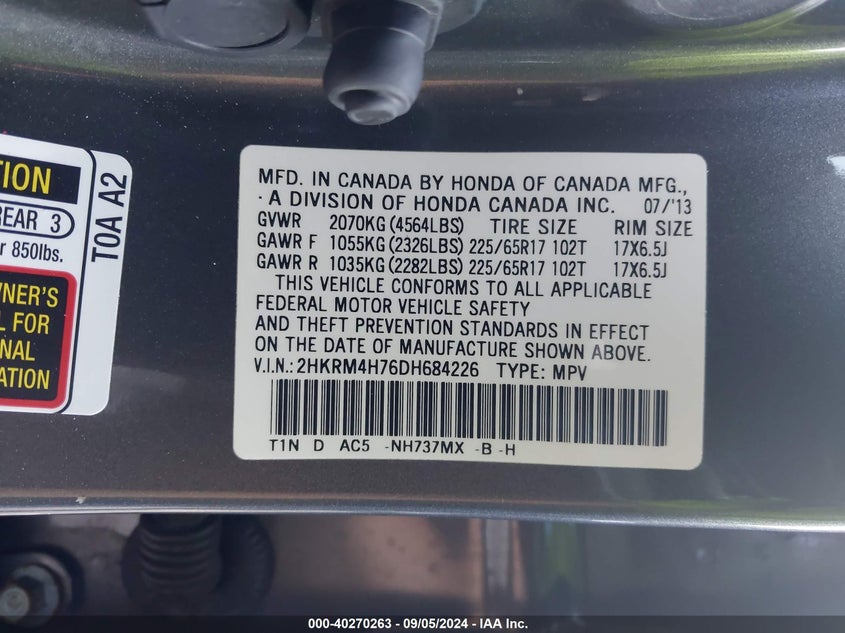 TION
REAR 3
r 850lbs.
TOA A2
WNER'S
L FOR
NAL
ATION
MFD. IN CANADA BY HONDA OF CANADA MFG.,
·A DIVISION OF HONDA CANADA INC. 07/'13
GVWR 2070KG(4564LBS) TIRE SIZE RIM SIZE
GAWR F 1055KG(2326LBS) 225/65R17 102T 17X6.5J
GAWR R 1035KG(2282LBS) 225/65R17 102T 17X6.5J
THIS VEHICLE CONFORMS TO ALL APPLICABLE
FEDERAL MOTOR VEHICLE SAFETY
AND THEFT PREVENTION STANDARDS IN EFFECT
ON THE DATE OF MANUFACTURE SHOWN ABOVE.
V.I.N.:2HKRM4H76DH684226 TYPE: MPV
T1N D AC5 -NH737MX -B -H
000-40270263 - 09/05/2024 - IAA Inc.